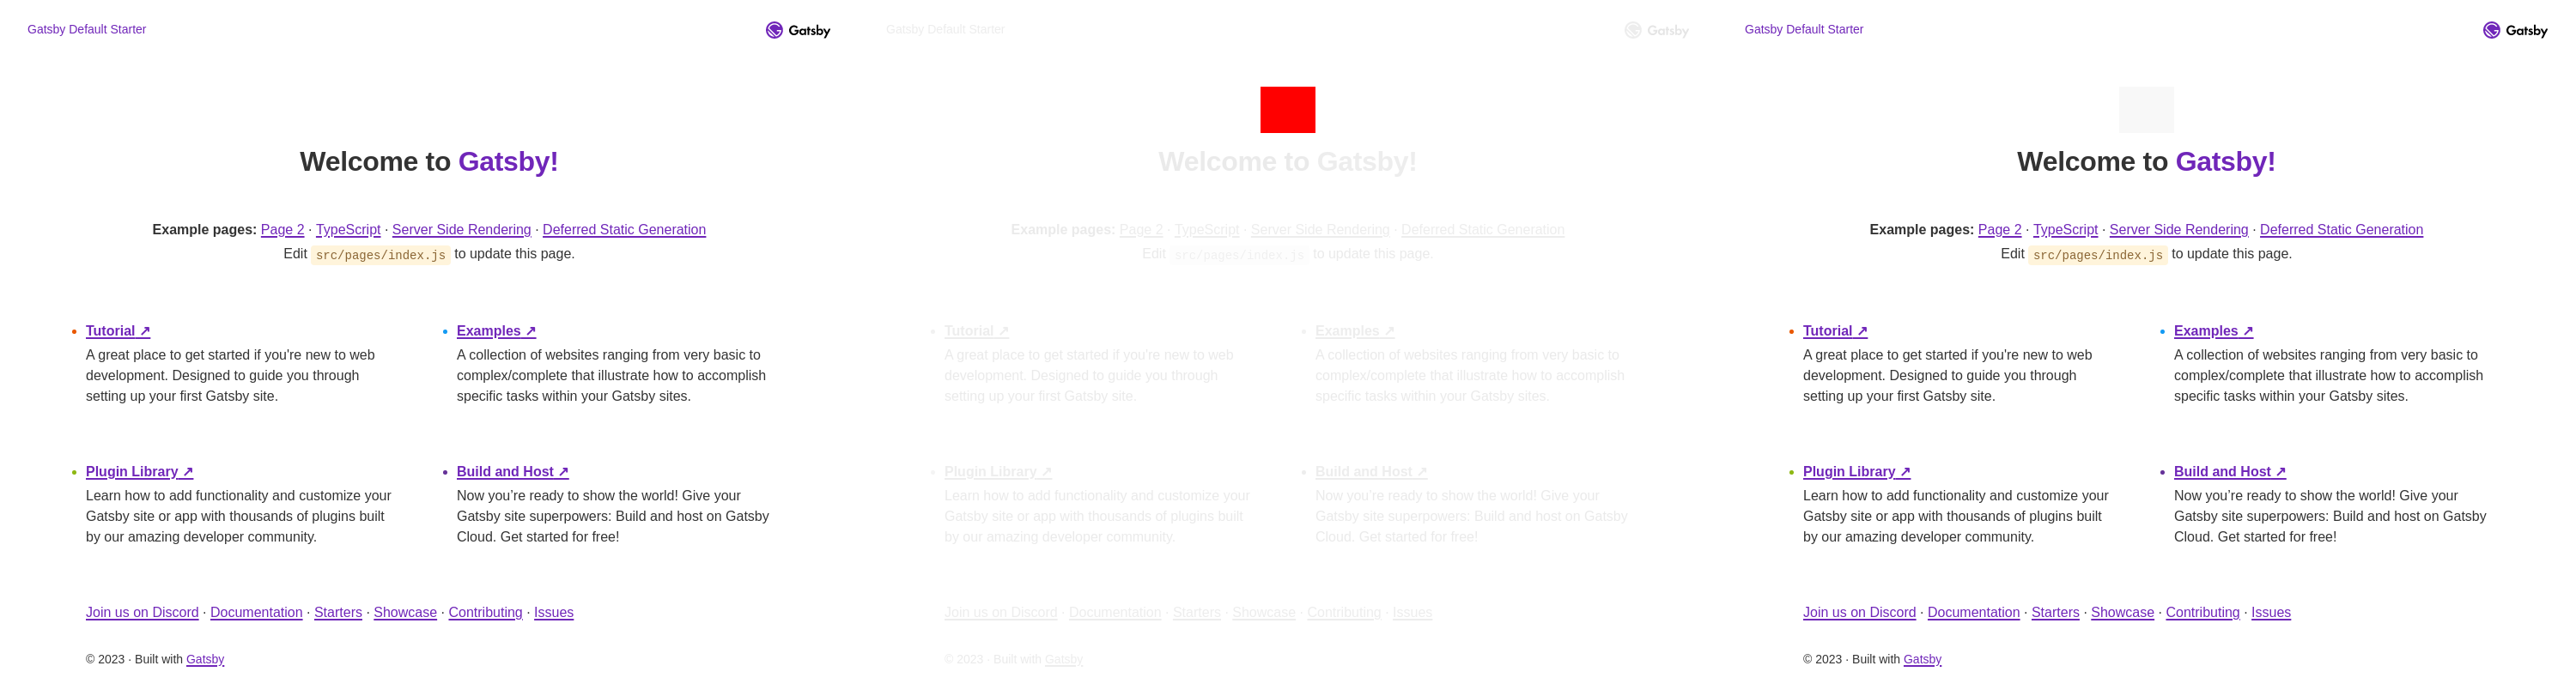 Gatsby Default Starter
Gatsby
Welcome to Gatsby!
Example pages: Page 2 · TypeScript · Server Side Rendering · Deferred Static Generation
Edit src/pages/index.js to update this page.
Tutorial ↗
A great place to get started if you're new to web
development. Designed to guide you through
setting up your first Gatsby site.
Examples ↗
A collection of websites ranging from very basic to
complex/complete that illustrate how to accomplish
specific tasks within your Gatsby sites.
Plugin Library ↗
Learn how to add functionality and customize your
Gatsby site or app with thousands of plugins built
by our amazing developer community.
Build and Host ↗
Now you’re ready to show the world! Give your
Gatsby site superpowers: Build and host on Gatsby
Cloud. Get started for free!
Join us on Discord · Documentation · Starters · Showcase · Contributing · Issues
© 2023 · Built with Gatsby
Gatsby Default Starter
Gatsby
Welcome to Gatsby!
Example pages: Page 2 · TypeScript · Server Side Rendering · Deferred Static Generation
Edit src/pages/index.js to update this page.
Tutorial ↗
A great place to get started if you're new to web
development. Designed to guide you through
setting up your first Gatsby site.
Examples ↗
A collection of websites ranging from very basic to
complex/complete that illustrate how to accomplish
specific tasks within your Gatsby sites.
Plugin Library ↗
Learn how to add functionality and customize your
Gatsby site or app with thousands of plugins built
by our amazing developer community.
Build and Host ↗
Now you’re ready to show the world! Give your
Gatsby site superpowers: Build and host on Gatsby
Cloud. Get started for free!
Join us on Discord · Documentation · Starters · Showcase · Contributing · Issues
© 2023 · Built with Gatsby
Gatsby Default Starter
Gatsby
Welcome to Gatsby!
Example pages: Page 2 · TypeScript · Server Side Rendering · Deferred Static Generation
Edit src/pages/index.js to update this page.
Tutorial ↗
A great place to get started if you're new to web
development. Designed to guide you through
setting up your first Gatsby site.
Examples ↗
A collection of websites ranging from very basic to
complex/complete that illustrate how to accomplish
specific tasks within your Gatsby sites.
Plugin Library ↗
Learn how to add functionality and customize your
Gatsby site or app with thousands of plugins built
by our amazing developer community.
Build and Host ↗
Now you’re ready to show the world! Give your
Gatsby site superpowers: Build and host on Gatsby
Cloud. Get started for free!
Join us on Discord · Documentation · Starters · Showcase · Contributing · Issues
© 2023 · Built with Gatsby